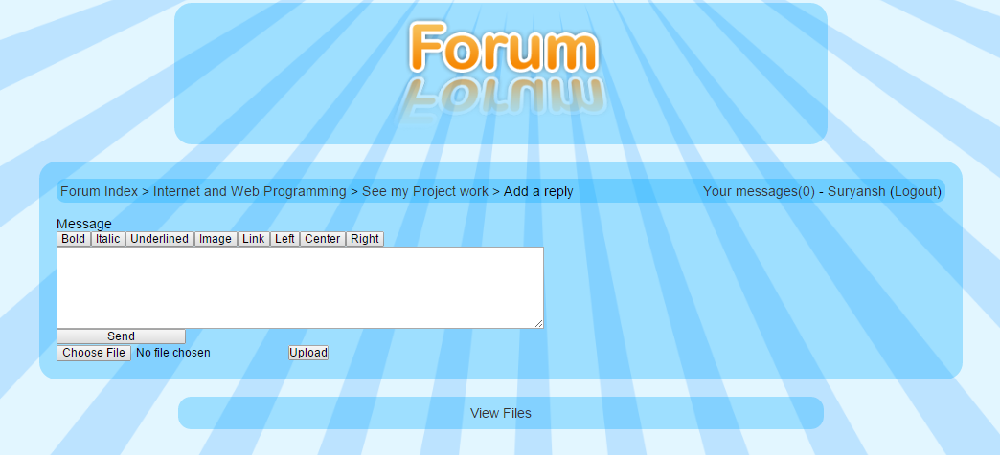 Forum
Forum Index > Internet and Web Programming > See my Project work > Add a reply Your messages(0) - Suryansh (Logout)
Message
Bold Italic Underlined Image Link Left Center Right
Send
Choose File No file chosen Upload
View Files